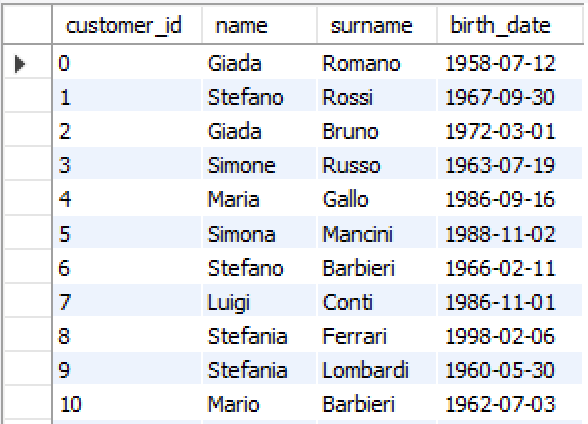 customer_id name surname birth_date
0 Giada Romano 1958-07-12
1 Stefano Rossi 1967-09-30
2 Giada Bruno 1972-03-01
3 Simone Russo 1963-07-19
4 Maria Gallo 1986-09-16
5 Simona Mancini 1988-11-02
6 Stefano Barbieri 1966-02-11
7 Luigi Conti 1986-11-01
8 Stefania Ferrari 1998-02-06
9 Stefania Lombardi 1960-05-30
10 Mario Barbieri 1962-07-03